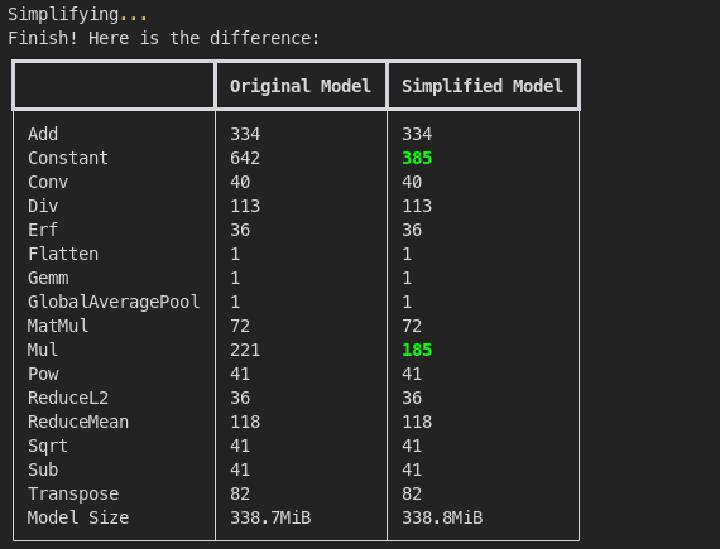 Simplifying...
Finish! Here is the difference:
Original Model Simplified Model
Add 334 334
Constant 642 385
Conv 40 40
Div 113 113
Erf 36 36
Flatten 1 1
Gemm 1 1
GlobalAveragePool 1 1
MatMul 72 72
Mul 221 185
Pow 41 41
ReduceL2 36 36
ReduceMean 118 118
Sqrt 41 41
Sub 41 41
Transpose 82 82
Model Size 338.7MiB 338.8MiB